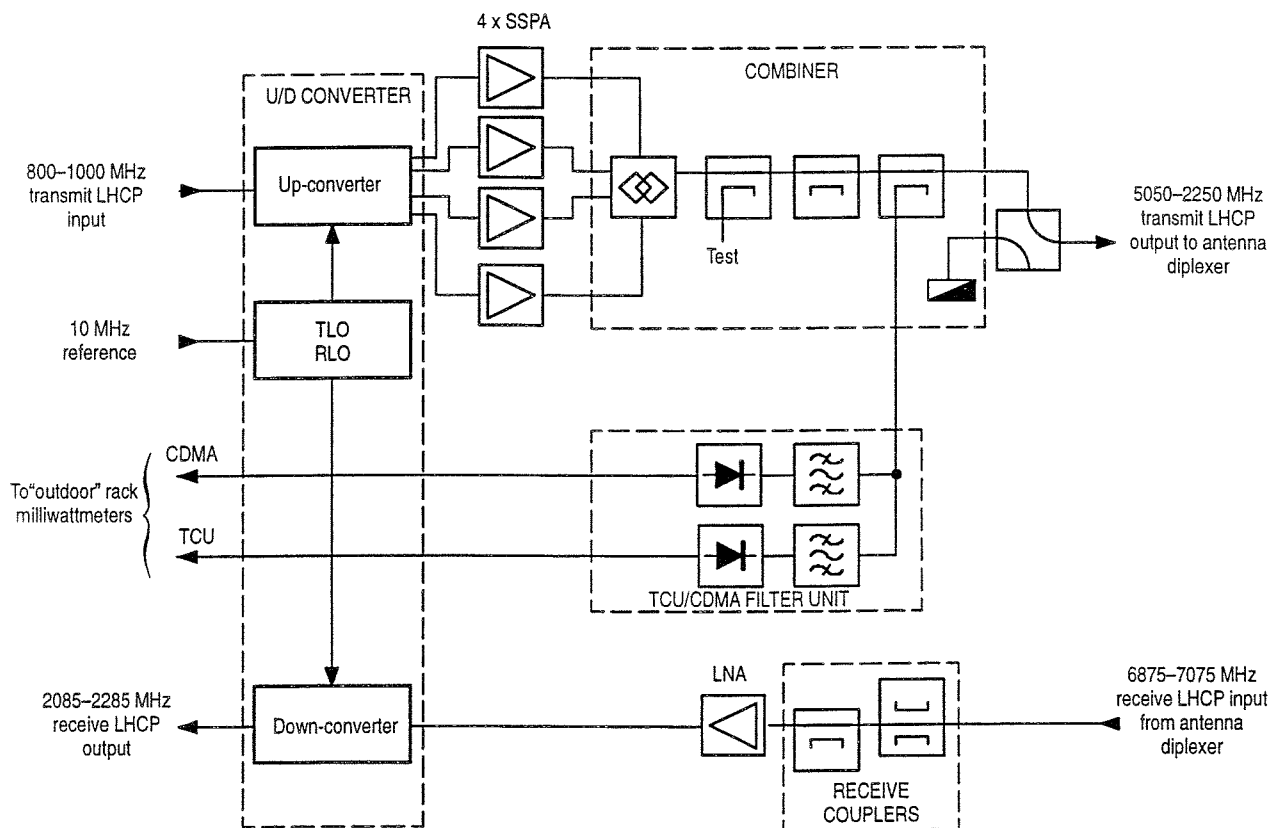 4 x SSPA
COMBINER
U/D CONVERTER
800–1000 MHz
transmit LHCP
input
Up-converter
Test
5050–2250 MHz
transmit LHCP
output to antenna
diplexer
10 MHz
reference
TLO
RLO
CDMA
To"outdoor" rack
milliwattmeters
TCU
TCU/CDMA FILTER UNIT
LNA
2085–2285 MHz
receive LHCP
output
Down-converter
6875–7075 MHz
receive LHCP input
from antenna
diplexer
RECEIVE
COUPLERS